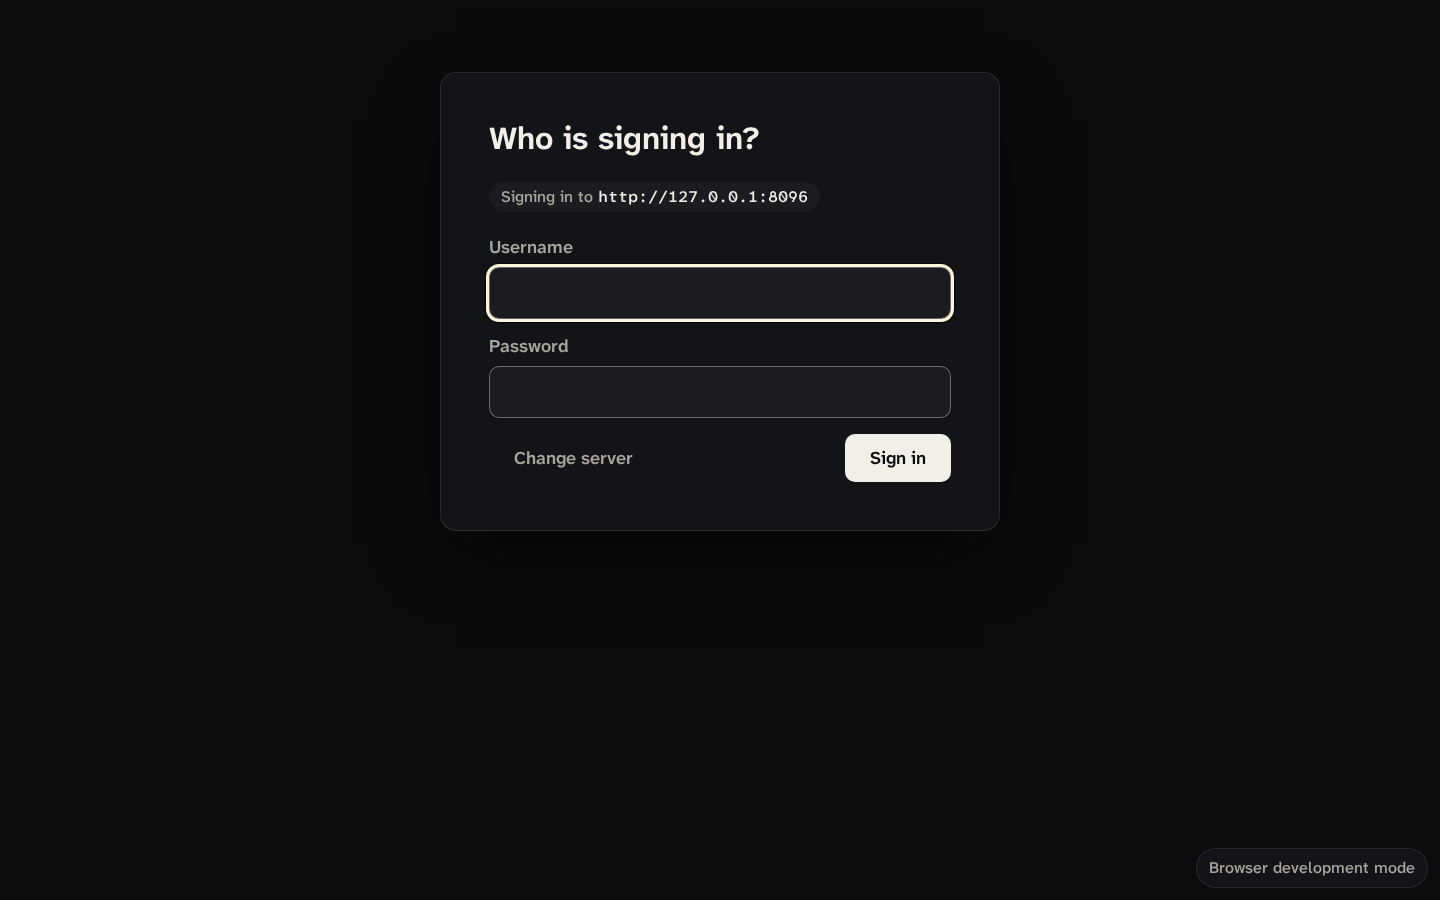 Who is signing in?
Signing in to http://127.0.0.1:8096
Username
Password
Change server
Sign in
Browser development mode